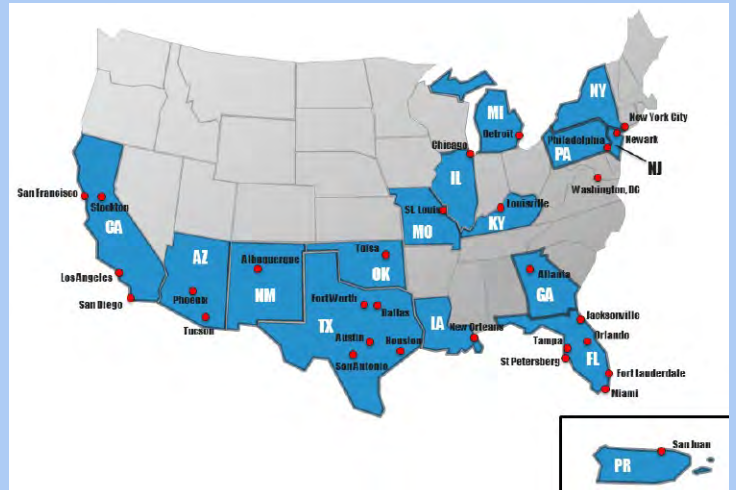 NY
New York City
MI
Detroit
Philadelphia
Newark
PA
NJ
Chicago
IL
Washington, DC
San Francisco
Stockton
CA
St. Louis
MO
Louisville
KY
AZ
Albuquerque
NM
Tulsa
OK
Los Angeles
San Diego
Phoenix
Tucson
Fort Worth
Dallas
TX
Austin
Houston
San Antonio
LA
New Orleans
Atlanta
GA
Jacksonville
Orlando
Tampa
St Petersburg
FL
Fort Lauderdale
Miami
San Juan
PR